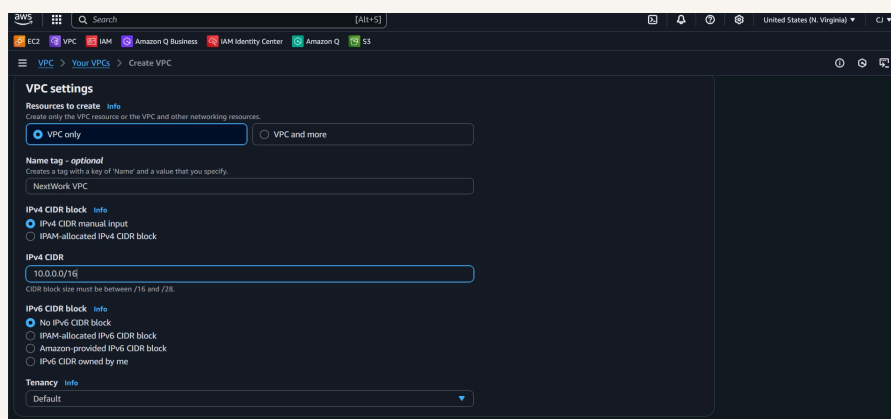 aws Search [Alt+S] United States (N. Virginia)
EC2 VPC IAM Amazon Q Business IAM Identity Center Amazon Q S3
VPC > Your VPCs > Create VPC
VPC settings
Resources to create Info
Create only the VPC resource or the VPC and other networking resources.
VPC only VPC and more
Name tag - optional
Creates a tag with a key of 'Name' and a value that you specify.
NextWork VPC
IPv4 CIDR block Info
IPv4 CIDR manual input
IPAM-allocated IPv4 CIDR block
IPv4 CIDR
10.0.0.0/16
CIDR block size must be between /16 and /28.
IPv6 CIDR block Info
No IPv6 CIDR block
IPAM-allocated IPv6 CIDR block
Amazon-provided IPv6 CIDR block
IPv6 CIDR owned by me
Tenancy Info
Default